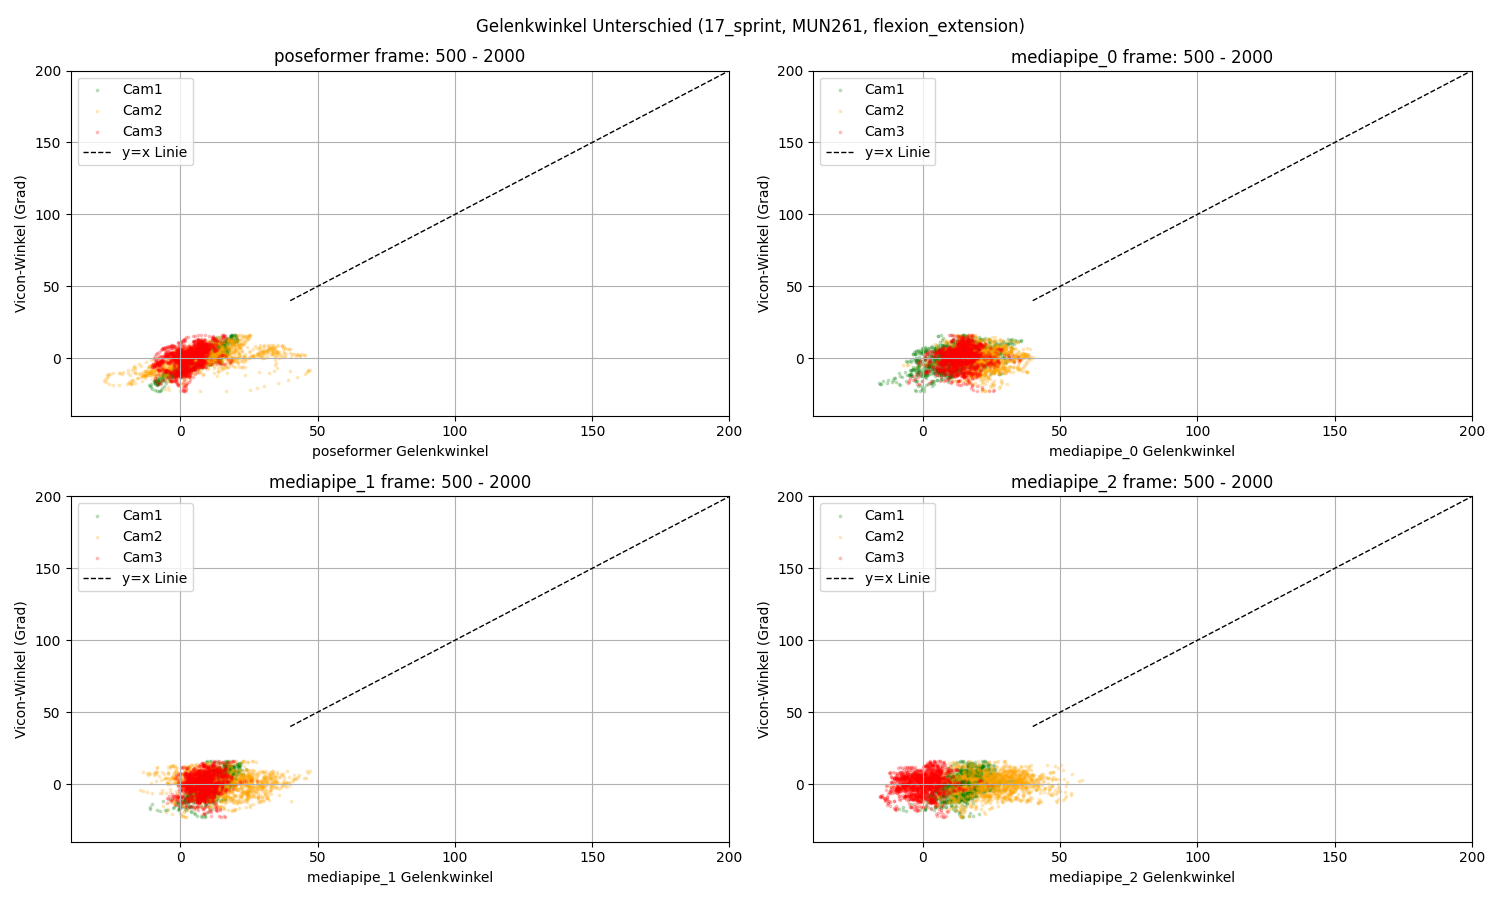 Gelenkwinkel Unterschied (17_sprint, MUN261, flexion_extension)
poseformer frame: 500 - 2000
200
150
100
50
0
Vicon-Winkel (Grad)
Cam1
Cam2
Cam3
y=x Linie
0 50 100 150 200
poseformer Gelenkwinkel
mediapipe_0 frame: 500 - 2000
200
150
100
50
0
Vicon-Winkel (Grad)
Cam1
Cam2
Cam3
y=x Linie
0 50 100 150 200
mediapipe_0 Gelenkwinkel
mediapipe_1 frame: 500 - 2000
200
150
100
50
0
Vicon-Winkel (Grad)
Cam1
Cam2
Cam3
y=x Linie
0 50 100 150 200
mediapipe_1 Gelenkwinkel
mediapipe_2 frame: 500 - 2000
200
150
100
50
0
Vicon-Winkel (Grad)
Cam1
Cam2
Cam3
y=x Linie
0 50 100 150 200
mediapipe_2 Gelenkwinkel